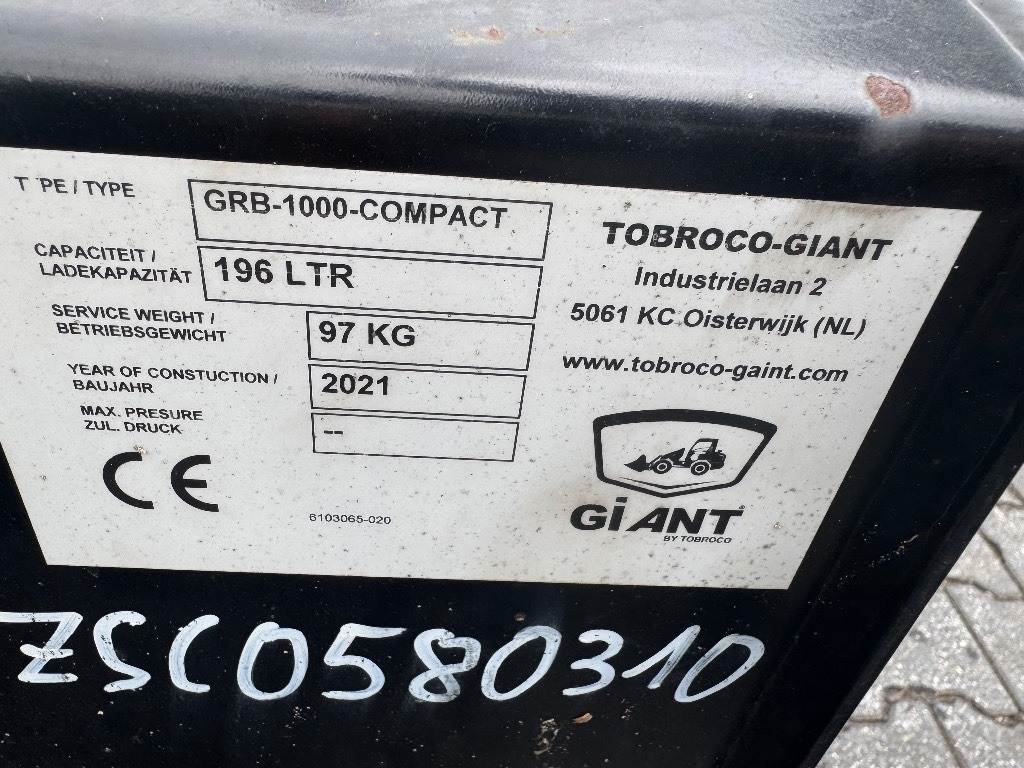 T PE / TYPE GRB-1000-COMPACT
CAPACITEIT /
LADEKAPAZITÄT 196 LTR
SERVICE WEIGHT /
BETRIEBSGEWICHT 97 KG
YEAR OF CONSTUCTION /
BAUJAHR 2021
MAX. PRESURE
ZUL. DRUCK --
CE
6103065-020
TOBROCO-GIANT
Industrielaan 2
5061 KC Oisterwijk (NL)
www.tobroco-gaint.com
GiANT
BY TOBROCO
ZSC0580310